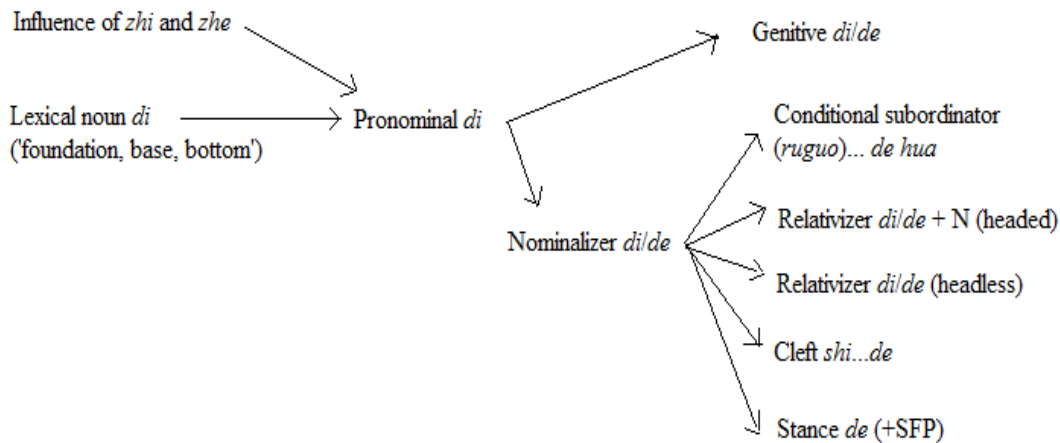 Influence of zhi and zhe
Lexical noun di
('foundation, base, bottom')
Pronominal di
Genitive di/de
Nominalizer di/de
Conditional subordinator
(ruguo)... de hua
Relativizer di/de + N (headed)
Relativizer di/de (headless)
Cleft shi...de
Stance de (+SFP)